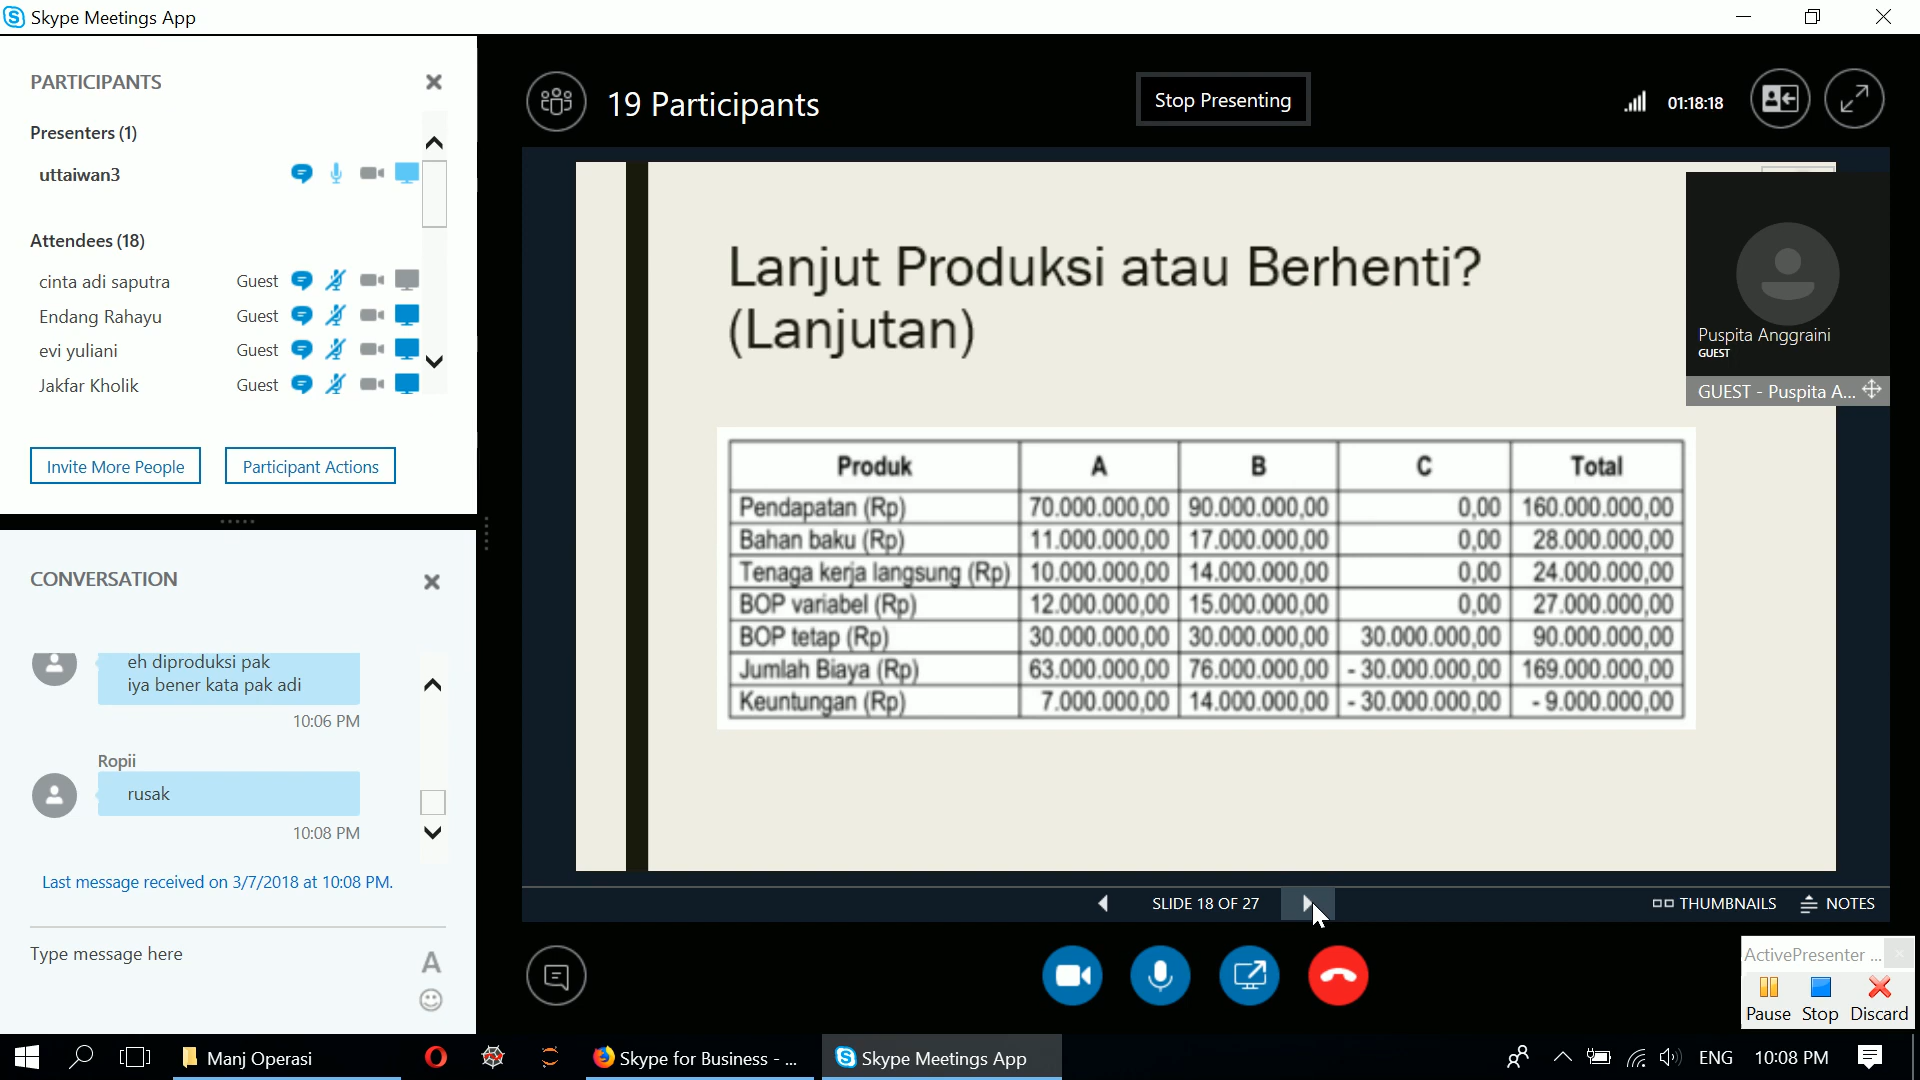 Skype Meetings App
PARTICIPANTS
Presenters (1)
uttaiwan3
Attendees (18)
cinta adi saputra Guest
Endang Rahayu Guest
evi yuliani Guest
Jakfar Kholik Guest
Invite More People Participant Actions
CONVERSATION
eh diproduksi pak
iya bener kata pak adi
10:06 PM
Ropii
rusak
10:08 PM
Last message received on 3/7/2018 at 10:08 PM.
Type message here
A
19 Participants
Stop Presenting
01:18:18
Lanjut Produksi atau Berhenti?
(Lanjutan)
Produk A B C Total
Pendapatan (Rp) 70.000.000,00 90.000.000,00 0,00 160.000.000,00
Bahan baku (Rp) 11.000.000,00 17.000.000,00 0,00 28.000.000,00
Tenaga kerja langsung (Rp) 10.000.000,00 14.000.000,00 0,00 24.000.000,00
BOP variabel (Rp) 12.000.000,00 15.000.000,00 0,00 27.000.000,00
BOP tetap (Rp) 30.000.000,00 30.000.000,00 30.000.000,00 90.000.000,00
Jumlah Biaya (Rp) 63.000.000,00 76.000.000,00 - 30.000.000,00 169.000.000,00
Keuntungan (Rp) 7.000.000,00 14.000.000,00 - 30.000.000,00 - 9.000.000,00
Puspita Anggraini
GUEST
GUEST - Puspita A...
SLIDE 18 OF 27
THUMBNAILS
NOTES
ActivePresenter ...
Pause Stop Discard
Manj Operasi
Skype for Business - ...
Skype Meetings App
ENG
10:08 PM